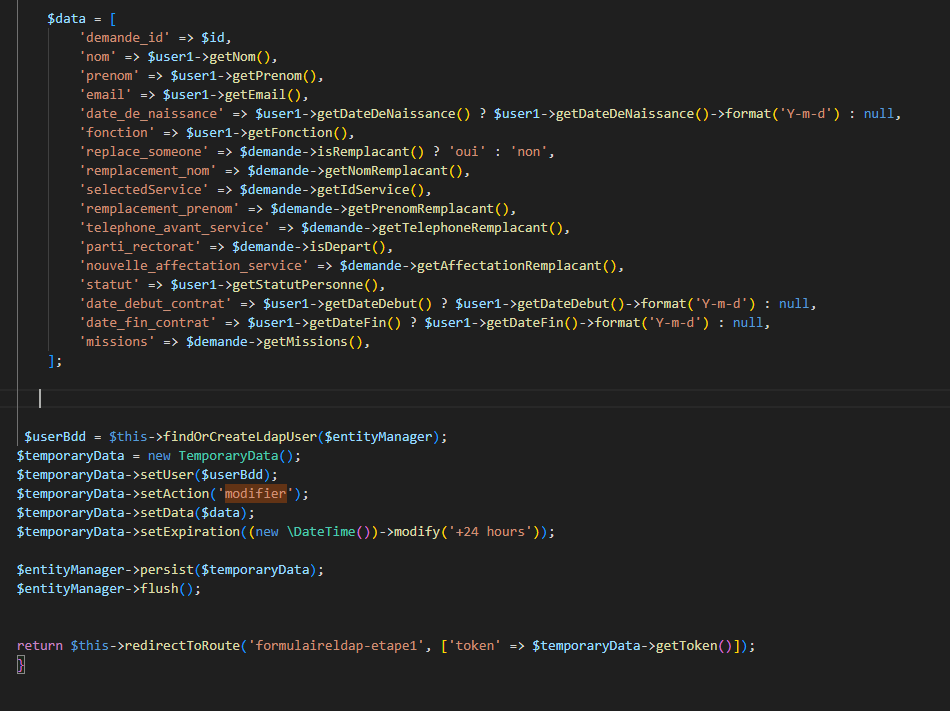 $data = [
'demande_id' => $id,
'nom' => $user1->getNom(),
'prenom' => $user1->getPrenom(),
'email' => $user1->getEmail(),
'date_de_naissance' => $user1->getDateDeNaissance() ? $user1->getDateDeNaissance()->format('Y-m-d') : null,
'fonction' => $user1->getFonction(),
'replace_someone' => $demande->isRemplacant() ? 'oui' : 'non',
'remplacement_nom' => $demande->getNomRemplacant(),
'selectedService' => $demande->getIdService(),
'remplacement_prenom' => $demande->getPrenomRemplacant(),
'telephone_avant_service' => $demande->getTelephoneRemplacant(),
'parti_rectorat' => $demande->isDepart(),
'nouvelle_affectation_service' => $demande->getAffectationRemplacant(),
'statut' => $user1->getStatutPersonne(),
'date_debut_contrat' => $user1->getDateDebut() ? $user1->getDateDebut()->format('Y-m-d') : null,
'date_fin_contrat' => $user1->getDateFin() ? $user1->getDateFin()->format('Y-m-d') : null,
'missions' => $demande->getMissions(),
];
$userBdd = $this->findOrCreateLdapUser($entityManager);
$temporaryData = new TemporaryData();
$temporaryData->setUser($userBdd);
$temporaryData->setAction('modifier');
$temporaryData->setData($data);
$temporaryData->setExpiration((new \DateTime())->modify('+24 hours'));
$entityManager->persist($temporaryData);
$entityManager->flush();
return $this->redirectToRoute('formulaireldap-etape1', ['token' => $temporaryData->getToken()]);
}